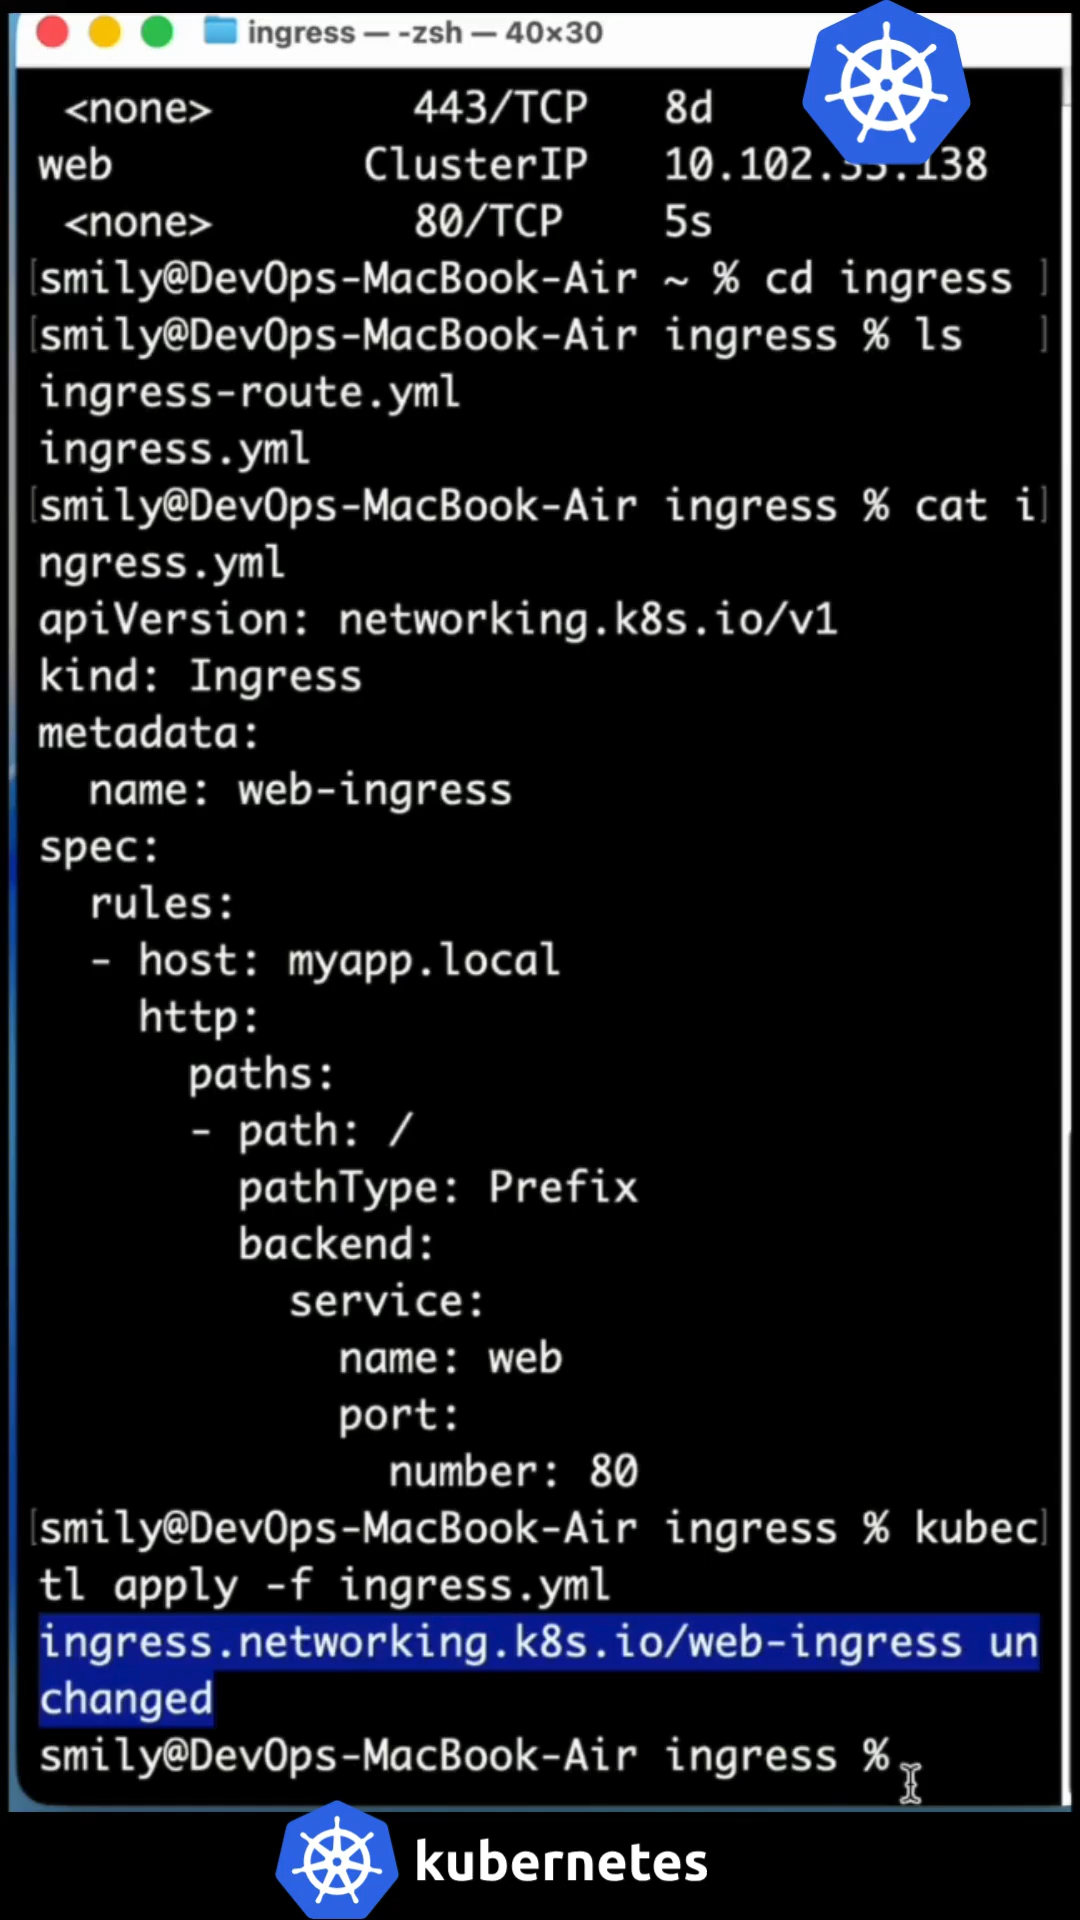 ingress — -zsh — 40×30
<none> 443/TCP 8d
web ClusterIP 10.102.33.138
<none> 80/TCP 5s
smily@DevOps-MacBook-Air ~ % cd ingress
smily@DevOps-MacBook-Air ingress % ls
ingress-route.yml
ingress.yml
smily@DevOps-MacBook-Air ingress % cat i
ngress.yml
apiVersion: networking.k8s.io/v1
kind: Ingress
metadata:
  name: web-ingress
spec:
  rules:
  - host: myapp.local
    http:
      paths:
      - path: /
        pathType: Prefix
        backend:
          service:
            name: web
            port:
              number: 80
smily@DevOps-MacBook-Air ingress % kubec
tl apply -f ingress.yml
ingress.networking.k8s.io/web-ingress un
changed
smily@DevOps-MacBook-Air ingress %
kubernetes